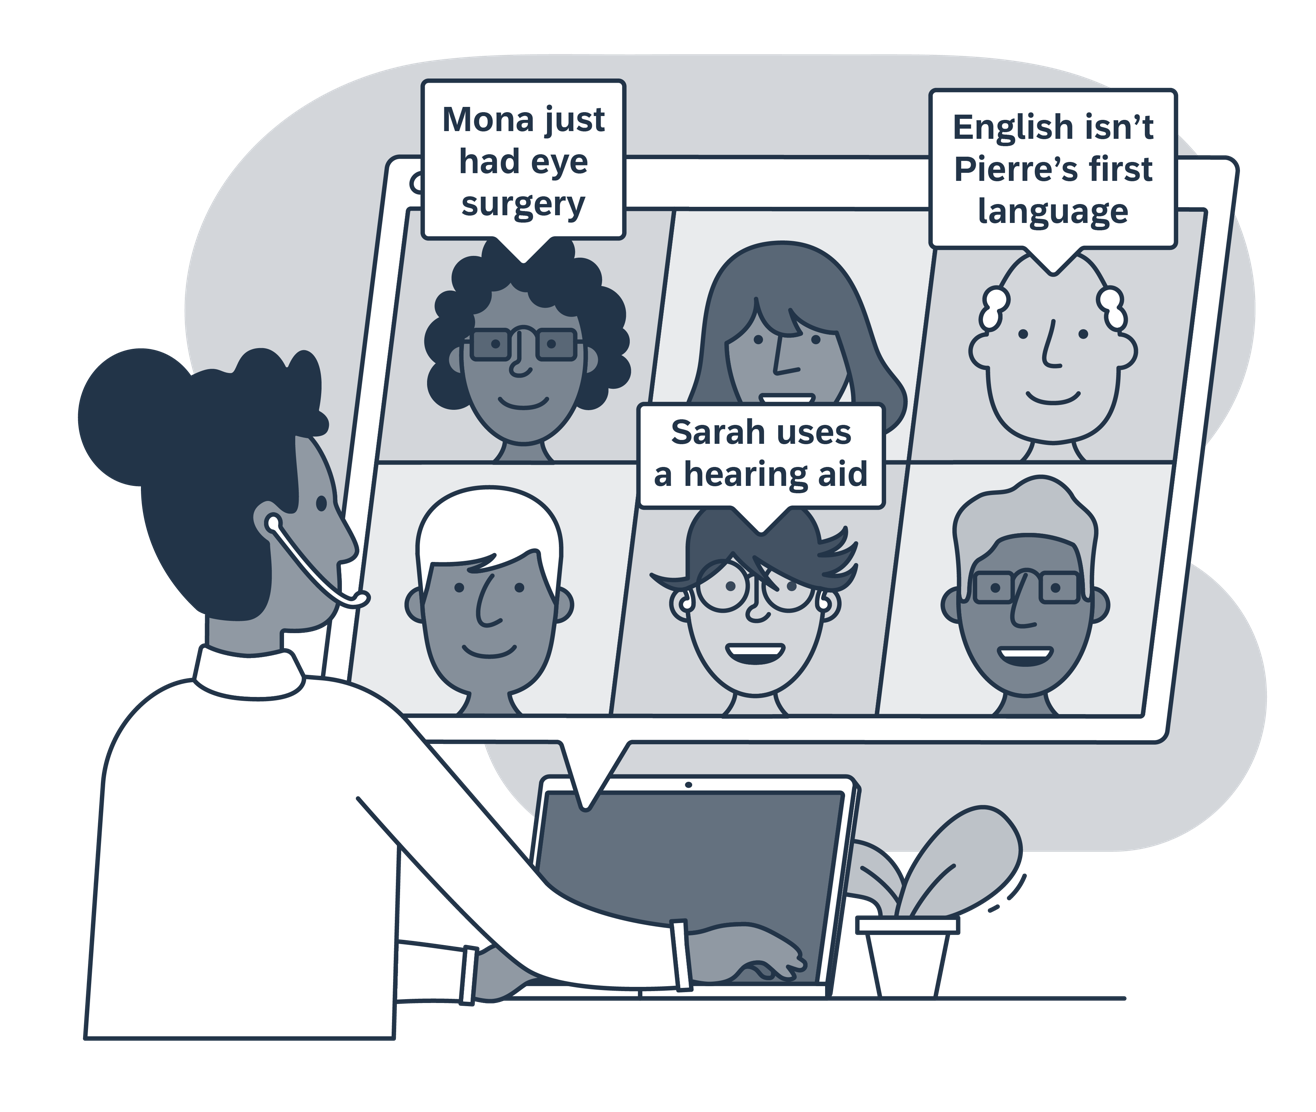 Mona just
had eye
surgery
English isn’t
Pierre’s first
language
Sarah uses
a hearing aid